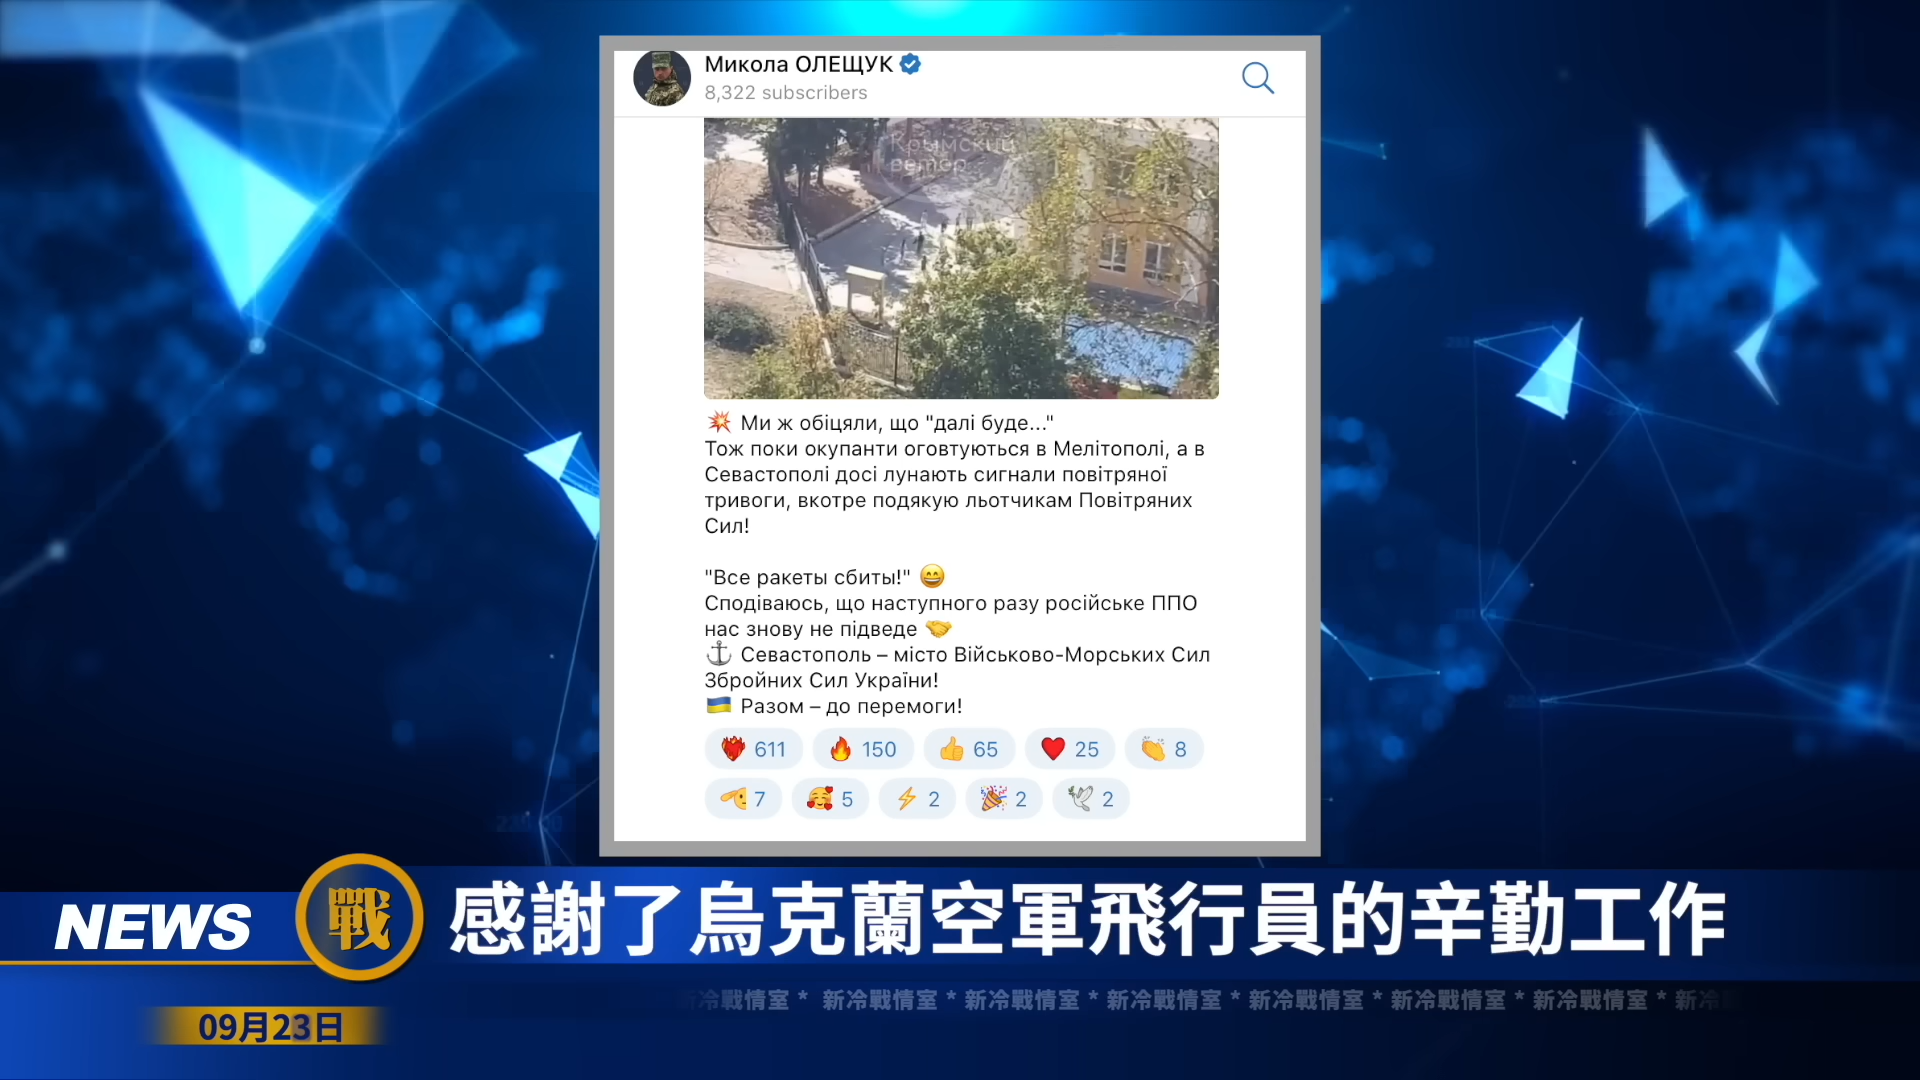 Микола ОЛЕЩУК
8,322 subscribers
Крымский
ветер
Ми ж обіцяли, що "далі буде..."
Тож поки окупанти оговтуються в Мелітополі, а в
Севастополі досі лунають сигнали повітряної
тривоги, вкотре подякую льотчикам Повітряних
Сил!
"Все ракеты сбиты!"
Сподіваюсь, що наступного разу російське ППО
нас знову не підведе
Севастополь – місто Військово-Морських Сил
Збройних Сил України!
Разом – до перемоги!
611 150 65 25 8
7 5 2 2 2
NEWS 戰 感謝了烏克蘭空軍飛行員的辛勤工作
新冷戰情室 * 新冷戰情室 * 新冷戰情室 * 新冷戰情室 * 新冷戰情室 * 新冷戰情室 * 新冷戰情室 * 新冷
09月23日